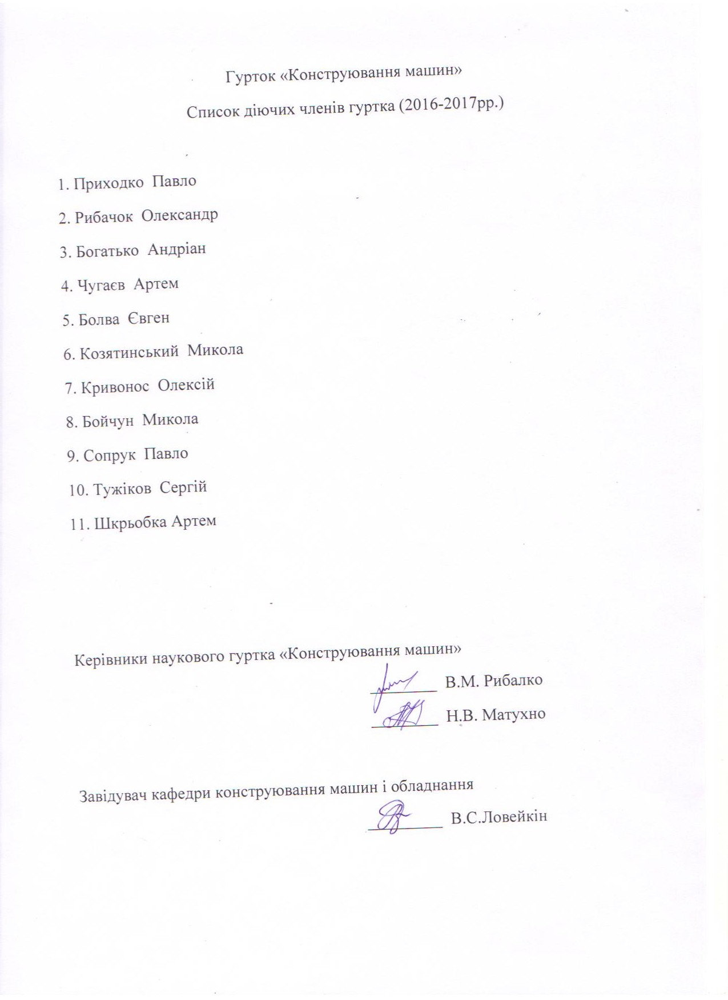 Гурток «Конструювання машин»
Список діючих членів гуртка (2016-2017рр.)
1. Приходко Павло
2. Рибачок Олександр
3. Богатько Андріан
4. Чугаєв Артем
5. Болва Євген
6. Козятинський Микола
7. Кривонос Олексій
8. Бойчун Микола
9. Сопрук Павло
10. Тужіков Сергій
11. Шкрьобка Артем
Керівники наукового гуртка «Конструювання машин»
В.М. Рибалко
Н.В. Матухно
Завідувач кафедри конструювання машин і обладнання
В.С.Ловейкін